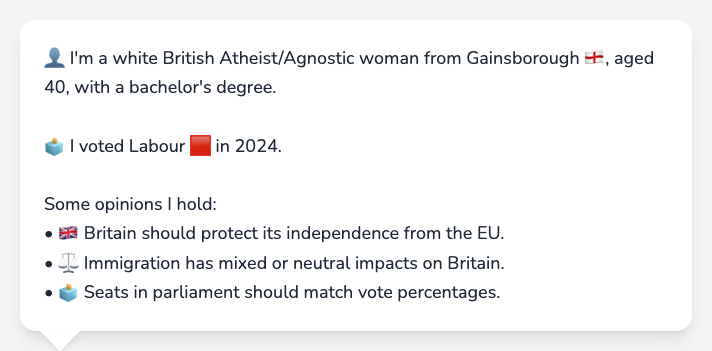 👤 I'm a white British Atheist/Agnostic woman from Gainsborough 🏴󠁧󠁢󠁥󠁮󠁧󠁿, aged
40, with a bachelor's degree.
🗳️ I voted Labour 🟥 in 2024.
Some opinions I hold:
• 🇬🇧 Britain should protect its independence from the EU.
• ⚖️ Immigration has mixed or neutral impacts on Britain.
• 🗳️ Seats in parliament should match vote percentages.